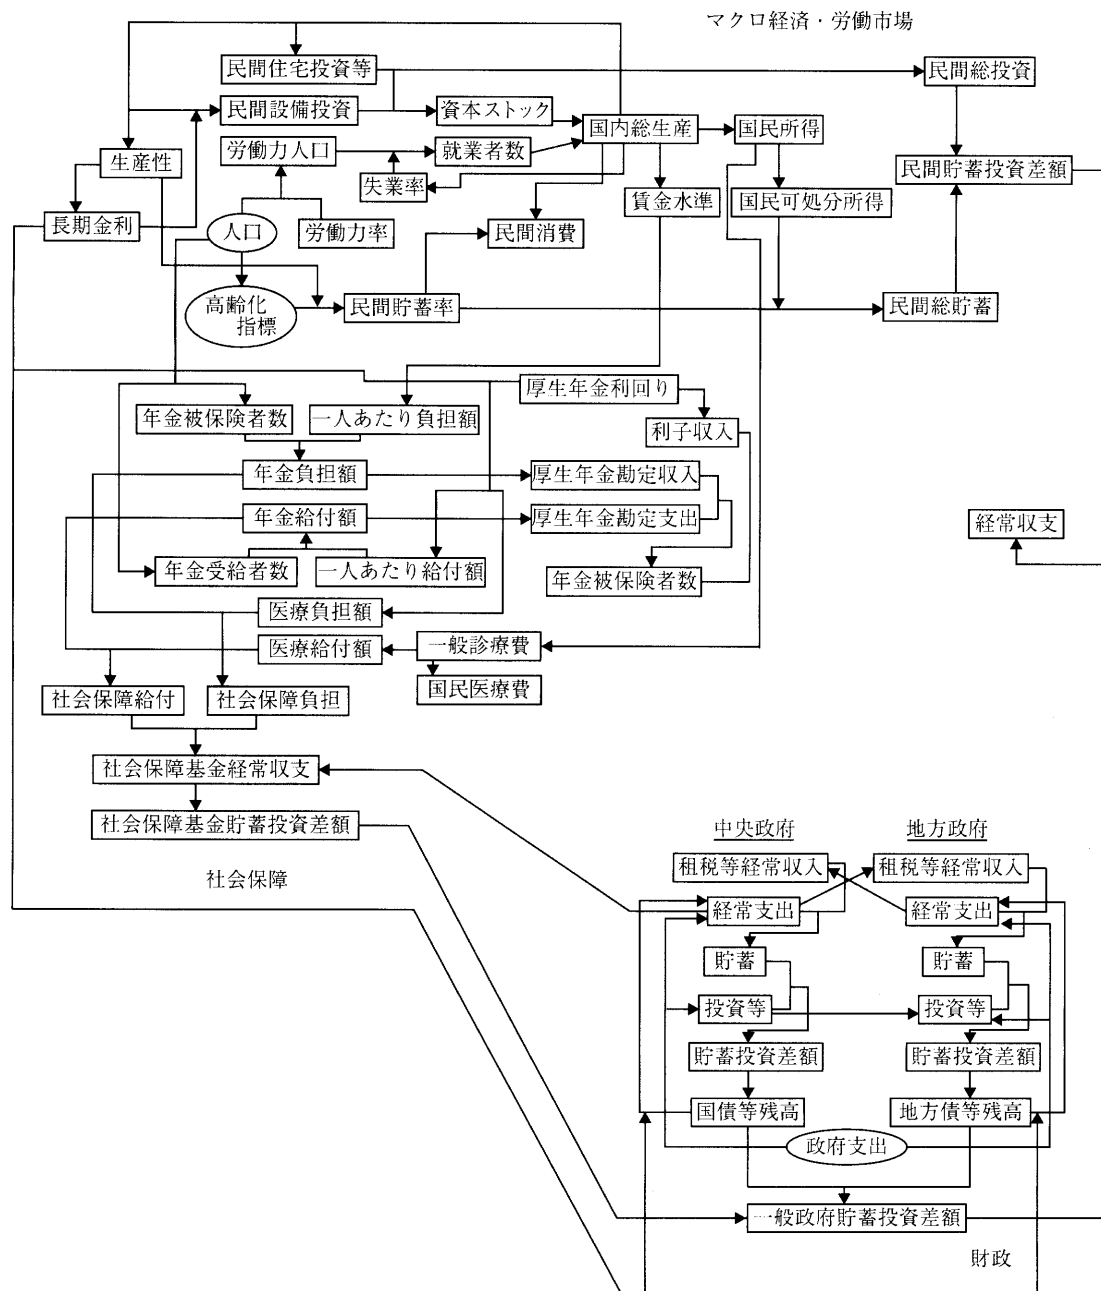 マクロ経済・労働市場
民間住宅投資等
民間総投資
民間設備投資
資本ストック
国内総生産
国民所得
労働力人口
就業者数
生産性
民間貯蓄投資差額
失業率
賃金水準
国民可処分所得
長期金利
人口
労働力率
民間消費
高齢化
指標
民間貯蓄率
民間総貯蓄
厚生年金利回り
年金被保険者数
一人あたり負担額
利子収入
年金負担額
厚生年金勘定収入
年金給付額
厚生年金勘定支出
経常収支
年金受給者数
一人あたり給付額
年金被保険者数
医療負担額
医療給付額
一般診療費
国民医療費
社会保障給付
社会保障負担
社会保障基金経常収支
社会保障基金貯蓄投資差額
社会保障
中央政府
地方政府
租税等経常収入
租税等経常収入
経常支出
経常支出
貯蓄
貯蓄
投資等
投資等
貯蓄投資差額
貯蓄投資差額
国債等残高
地方債等残高
政府支出
一般政府貯蓄投資差額
財政